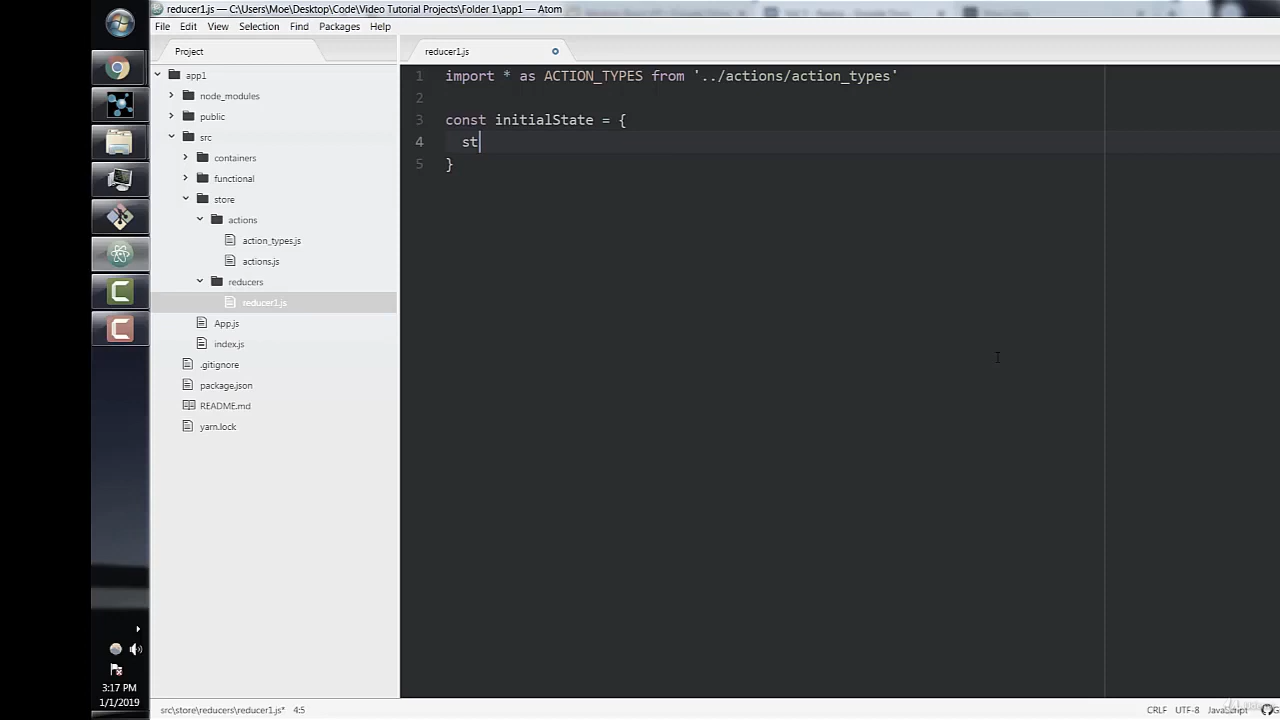 reducer1.js — C:\Users\Moe\Desktop\Code\Video Tutorial Projects\Folder 1\app1 — Atom
File Edit View Selection Find Packages Help
Project
reducer1.js
app1
node_modules
public
src
containers
functional
store
actions
action_types.js
actions.js
reducers
reducer1.js
App.js
index.js
.gitignore
package.json
README.md
yarn.lock
1 import * as ACTION_TYPES from '../actions/action_types'
2
3 const initialState = {
4 st
5 }
3:17 PM
1/1/2019
src\store\reducers\reducer1.js* 4:5
CRLF UTF-8 JavaScript